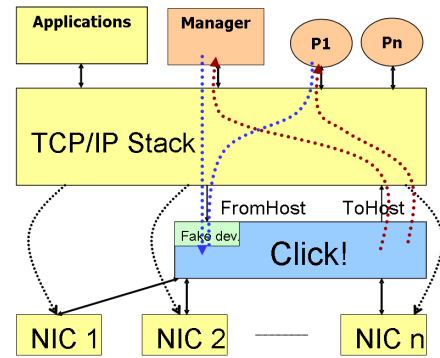 Applications
Manager
P1
Pn
TCP/IP Stack
FromHost
ToHost
Fake dev.
Click!
NIC 1
NIC 2
NIC n